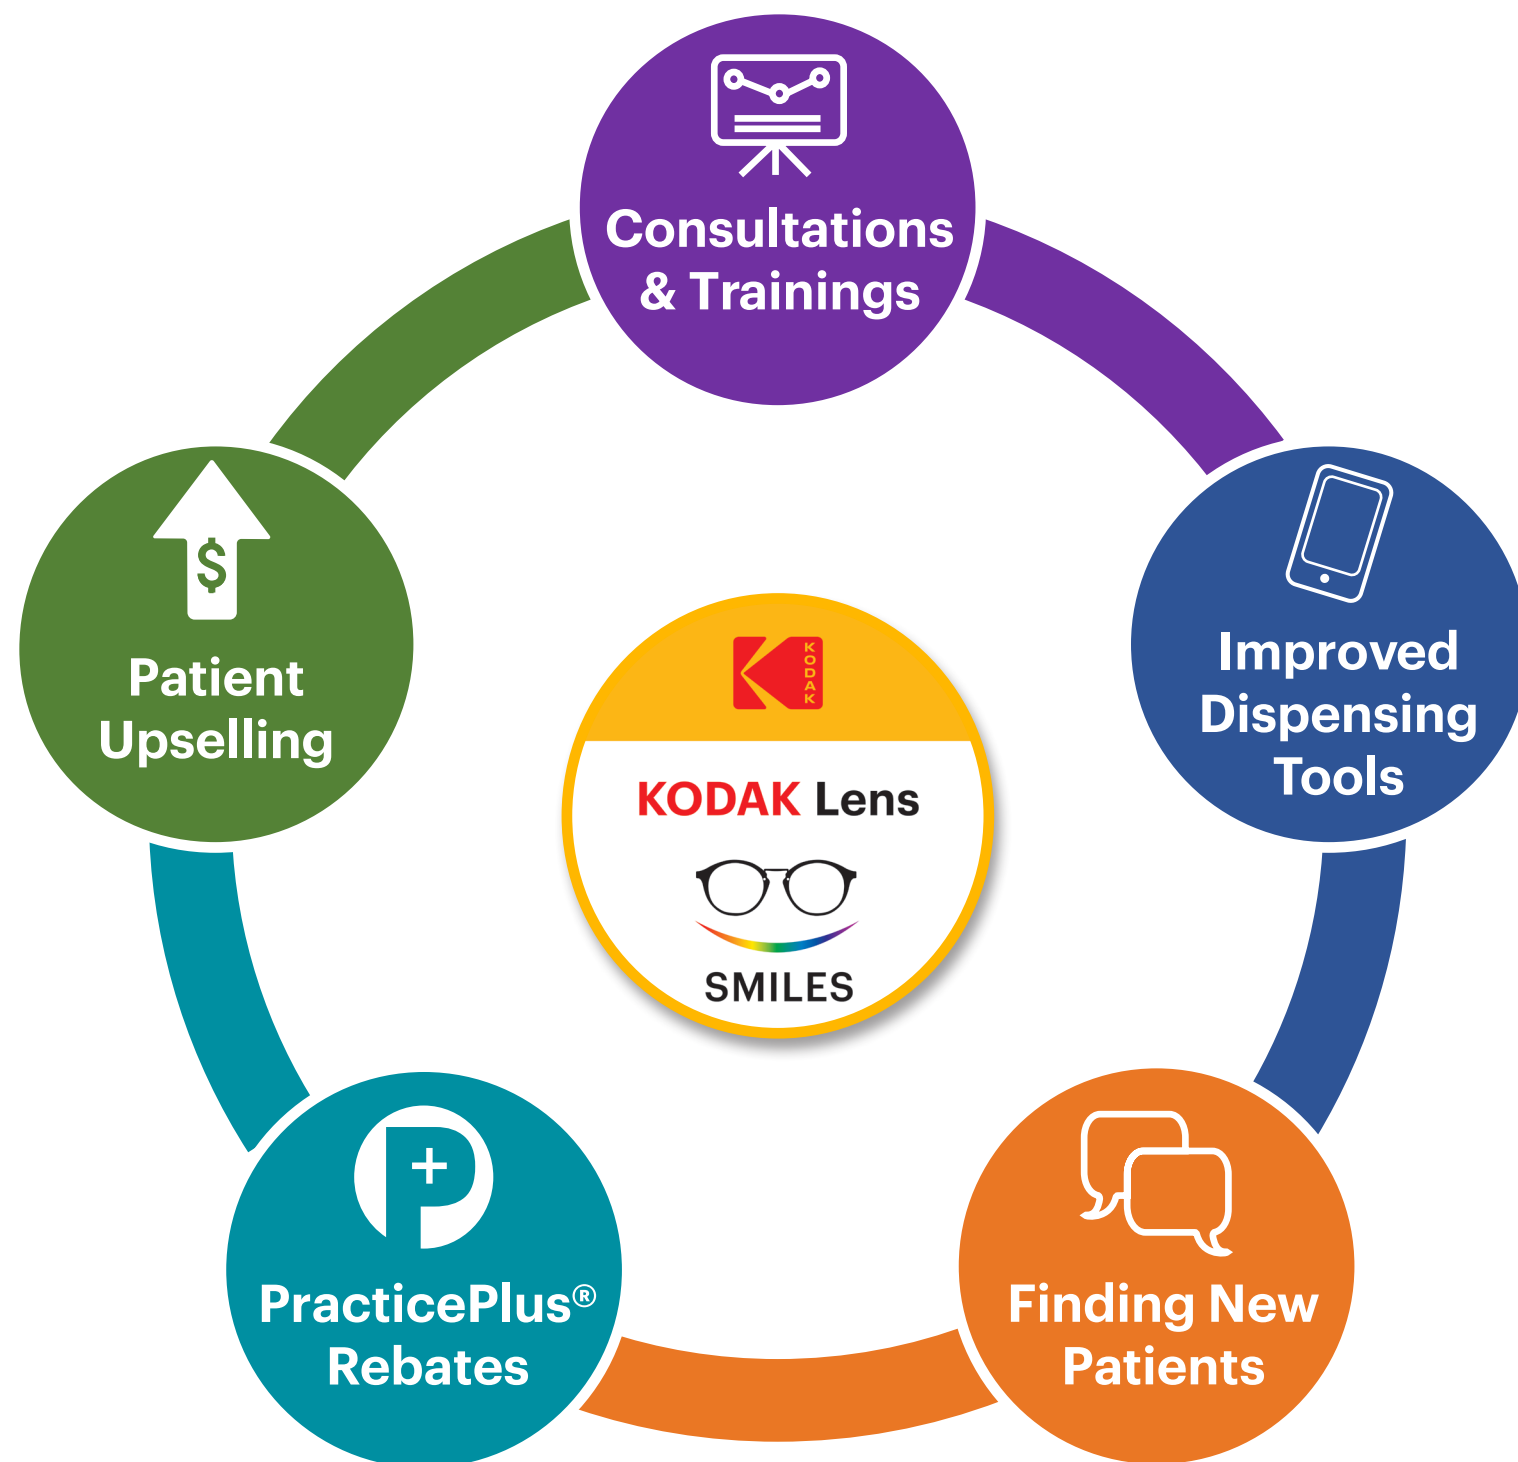 Consultations
& Trainings
Improved
Dispensing
Tools
Finding New
Patients
PracticePlus®
Rebates
P+
Patient
Upselling
$
KODAK
KODAK Lens
SMILES